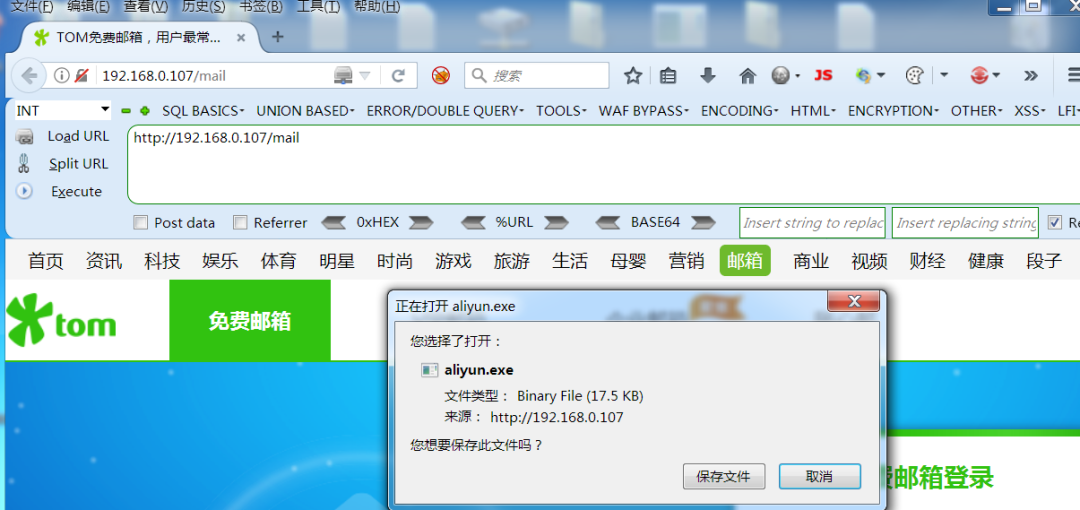 文件(F) 编辑(E) 查看(V) 历史(S) 书签(B) 工具(T) 帮助(H)
TOM免费邮箱，用户最常...
192.168.0.107/mail
搜索
JS
INT
SQL BASICS
UNION BASED
ERROR/DOUBLE QUERY
TOOLS
WAF BYPASS
ENCODING
HTML
ENCRYPTION
OTHER
XSS
LFI
Load URL
http://192.168.0.107/mail
Split URL
Execute
Post data
Referrer
0xHEX
%URL
BASE64
Insert string to replac
Insert replacing string
Re
首页 资讯 科技 娱乐 体育 明星 时尚 游戏 旅游 生活 母婴 营销 邮箱 商业 视频 财经 健康 段子
tom
免费邮箱
正在打开 aliyun.exe
您选择了打开：
aliyun.exe
文件类型： Binary File (17.5 KB)
来源： http://192.168.0.107
您想要保存此文件吗？
保存文件
取消
邮箱登录